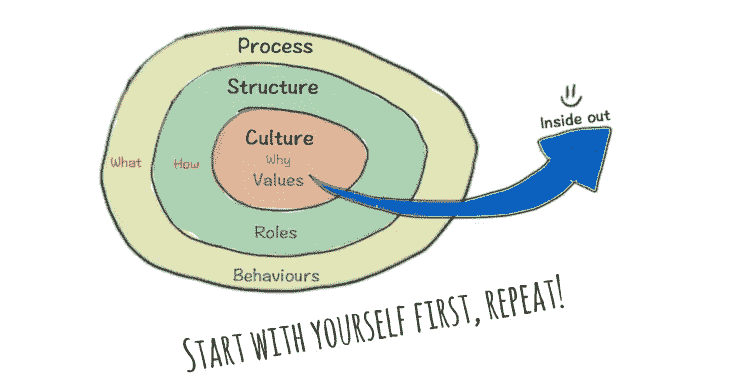 Process
Structure
Culture
Why
Values
What
How
Roles
Behaviours
Inside out
START WITH YOURSELF FIRST, REPEAT!